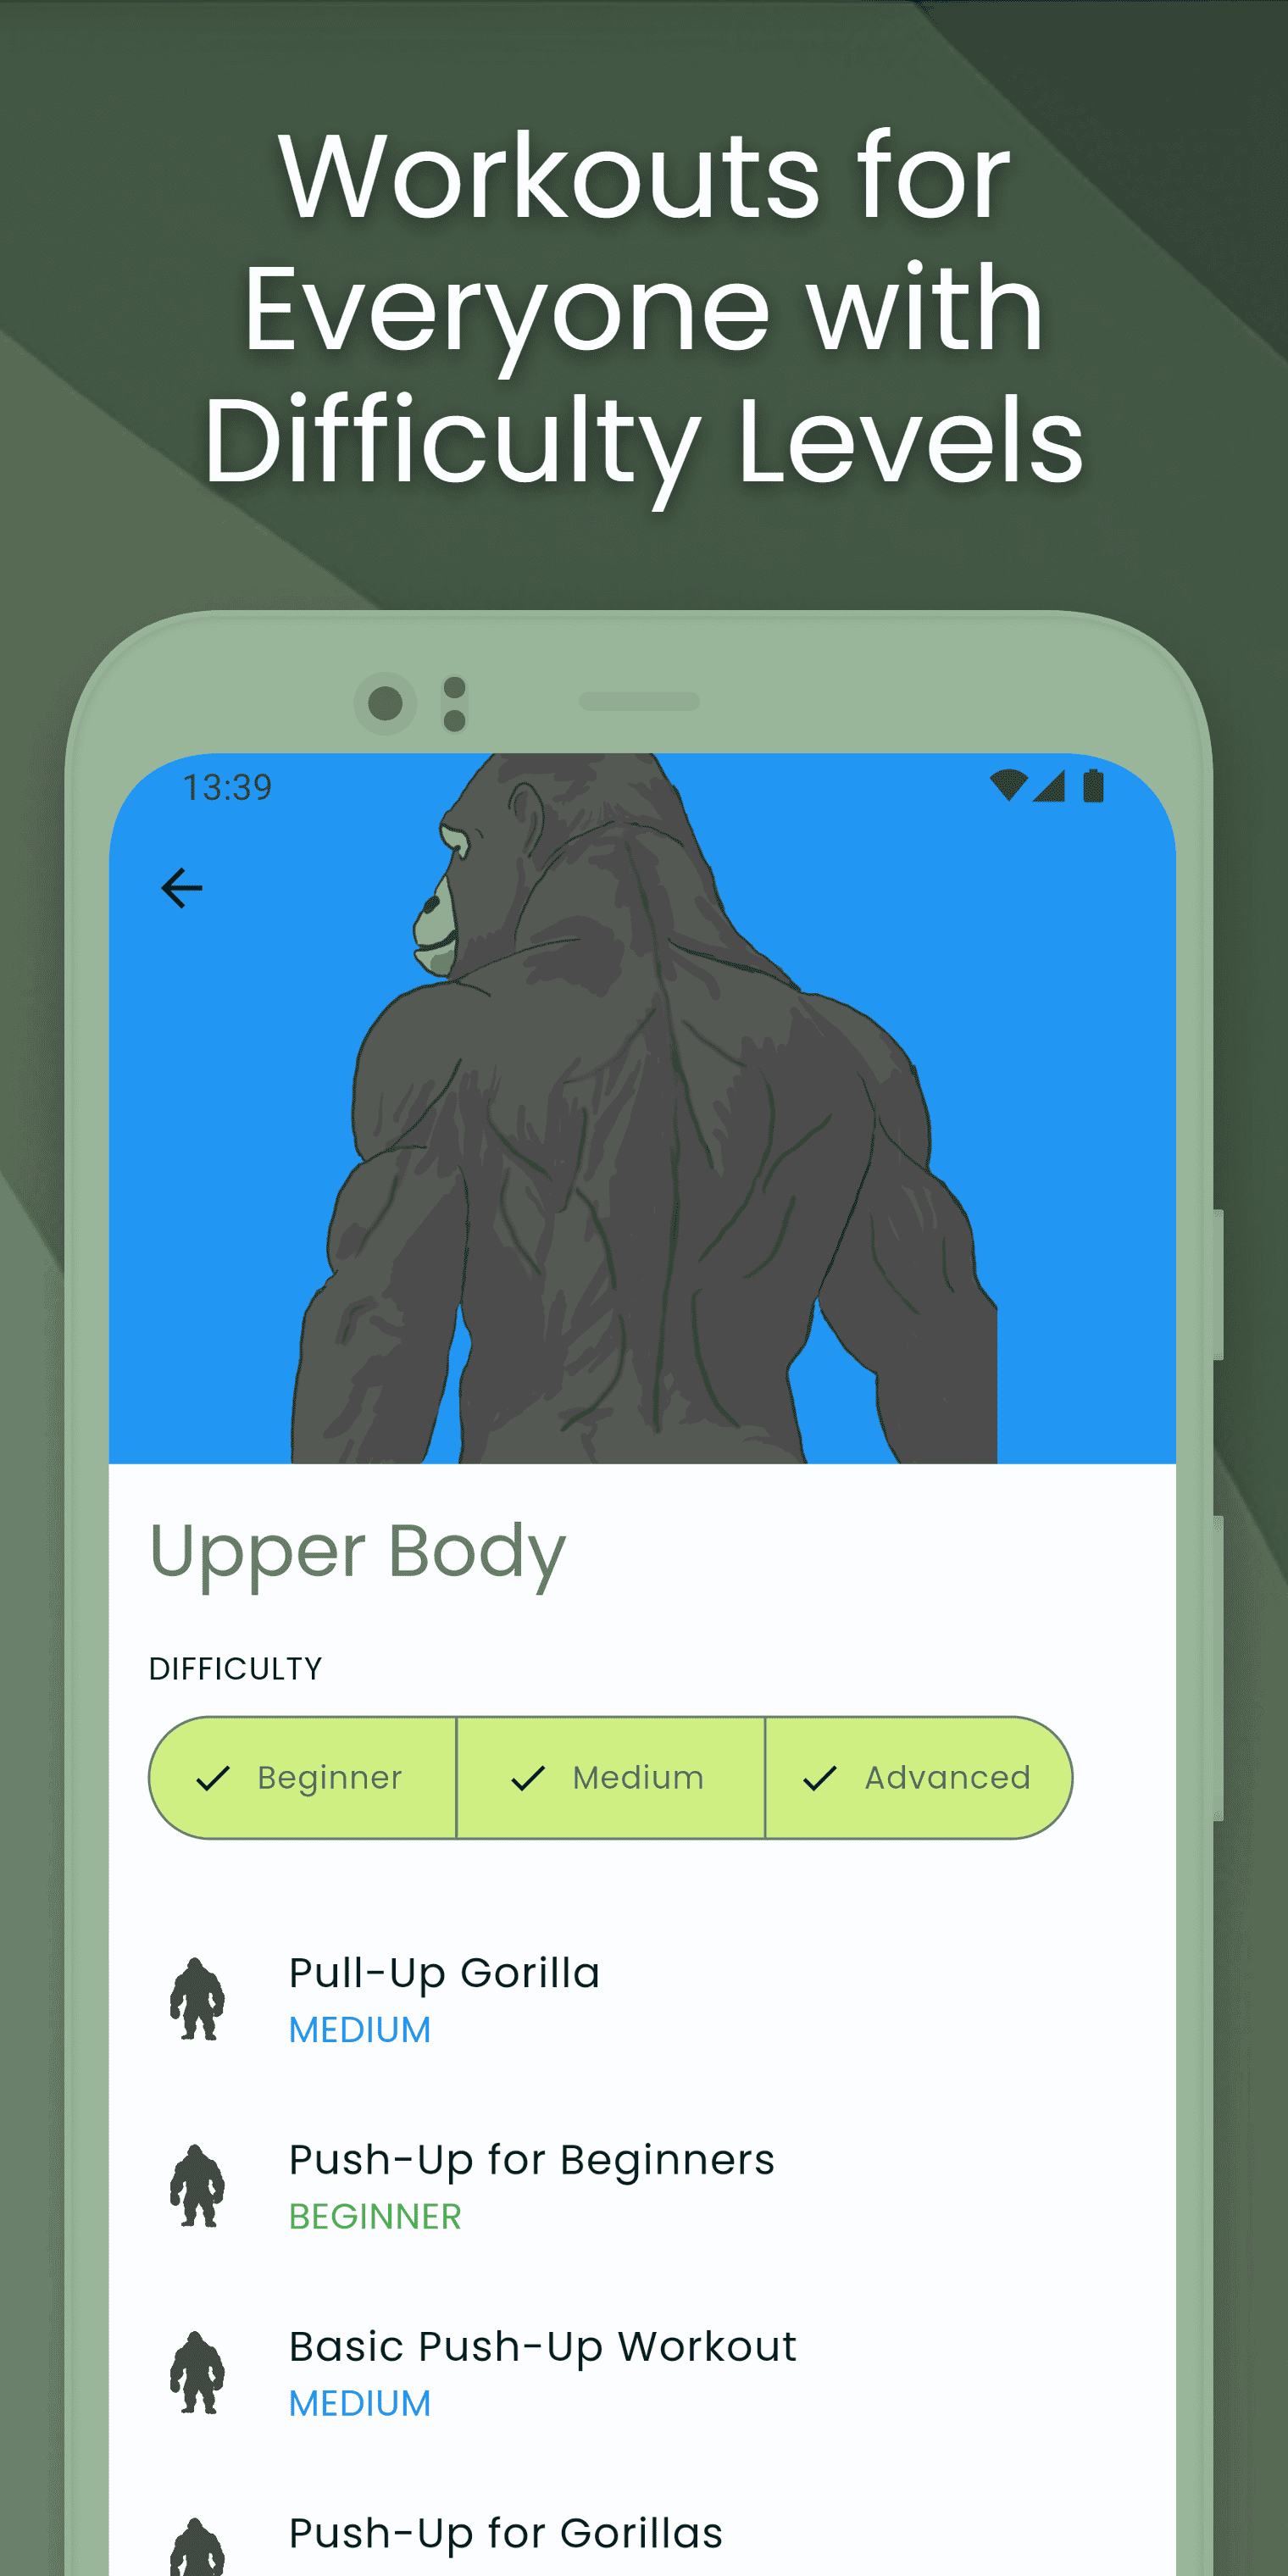 Workouts for
Everyone with
Difficulty Levels
13:39
Upper Body
DIFFICULTY
Beginner Medium Advanced
Pull-Up Gorilla
MEDIUM
Push-Up for Beginners
BEGINNER
Basic Push-Up Workout
MEDIUM
Push-Up for Gorillas